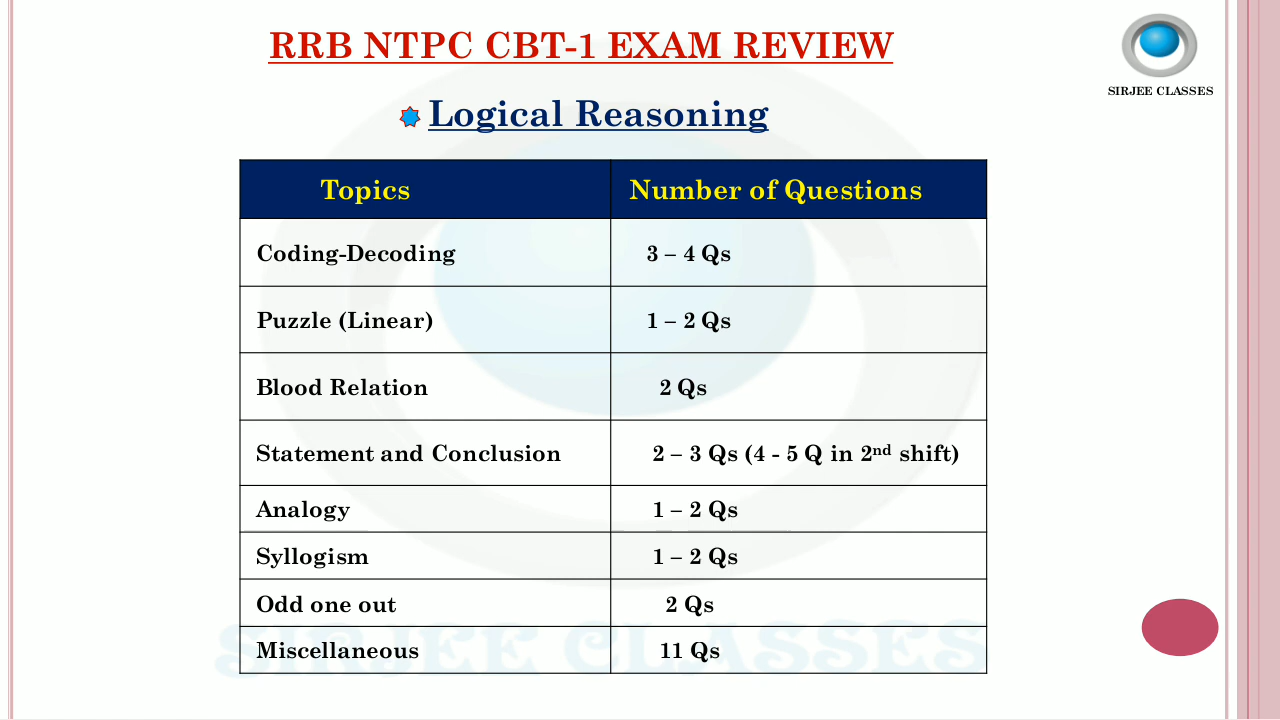 RRB NTPC CBT-1 EXAM REVIEW
SIRJEE CLASSES
Logical Reasoning
Topics Number of Questions
Coding-Decoding 3 – 4 Qs
Puzzle (Linear) 1 – 2 Qs
Blood Relation 2 Qs
Statement and Conclusion 2 – 3 Qs (4 - 5 Q in 2nd shift)
Analogy 1 – 2 Qs
Syllogism 1 – 2 Qs
Odd one out 2 Qs
Miscellaneous 11 Qs
SIRJEE CLASSES